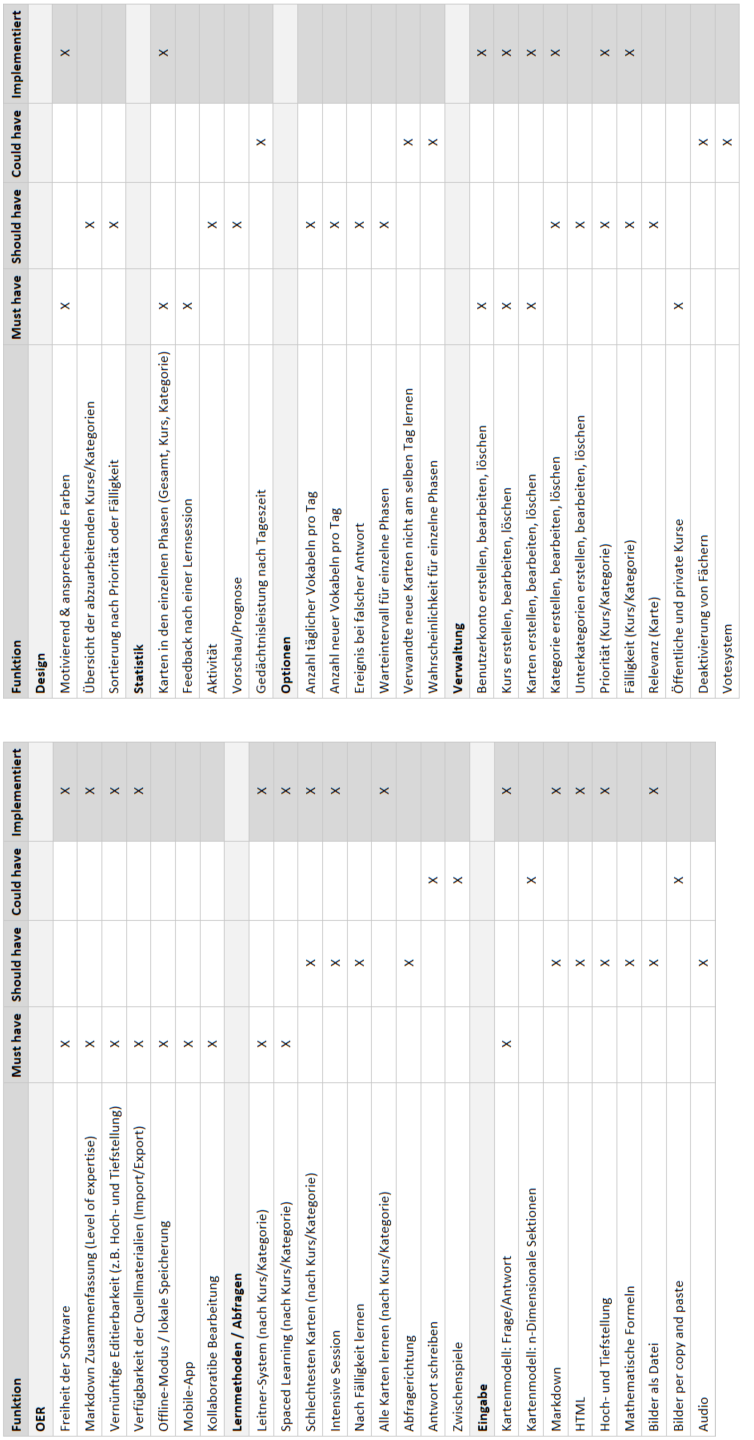 Funktion Must have Should have Could have Implementiert
OER
Freiheit der Software X X
Markdown Zusammenfassung (Level of expertise) X X
Vernünftige Editierbarkeit (z.B. Hoch- und Tiefstellung) X X
Verfügbarkeit der Quellmaterialien (Import/Export) X X
Offline-Modus / lokale Speicherung X
Mobile-App X
Kollaboratibe Bearbeitung X
Lernmethoden / Abfragen
Leitner-System (nach Kurs/Kategorie) X X
Spaced Learning (nach Kurs/Kategorie) X X
Schlechtesten Karten (nach Kurs/Kategorie) X X
Intensive Session X X
Nach Fälligkeit lernen X
Alle Karten lernen (nach Kurs/Kategorie) X
Abfragerichtung X
Antwort schreiben X
Zwischenspiele X
Eingabe
Kartenmodell: Frage/Antwort X X
Kartenmodell: n-Dimensionale Sektionen X
Markdown X X
HTML X X
Hoch- und Tiefstellung X X
Mathematische Formeln X
Bilder als Datei X X
Bilder per copy and paste X
Audio X
Funktion Must have Should have Could have Implementiert
Design
Motivierend & ansprechende Farben X X
Übersicht der abzuarbeitenden Kurse/Kategorien X
Sortierung nach Priorität oder Fälligkeit X
Statistik
Karten in den einzelnen Phasen (Gesamt, Kurs, Kategorie) X X
Feedback nach einer Lernsession X
Aktivität X
Vorschau/Prognose X
Gedächtnisleistung nach Tageszeit X
Optionen
Anzahl täglicher Vokabeln pro Tag X
Anzahl neuer Vokabeln pro Tag X
Ereignis bei falscher Antwort X
Warteintervall für einzelne Phasen X
Verwandte neue Karten nicht am selben Tag lernen X
Wahrscheinlichkeit für einzelne Phasen X
Verwaltung
Benutzerkonto erstellen, bearbeiten, löschen X X
Kurs erstellen, bearbeiten, löschen X X
Karten erstellen, bearbeiten, löschen X X
Kategorie erstellen, bearbeiten, löschen X X
Unterkategorien erstellen, bearbeiten, löschen X
Priorität (Kurs/Kategorie) X X
Fälligkeit (Kurs/Kategorie) X X
Relevanz (Karte) X
Öffentliche und private Kurse X
Deaktivierung von Fächern X
Votesystem X